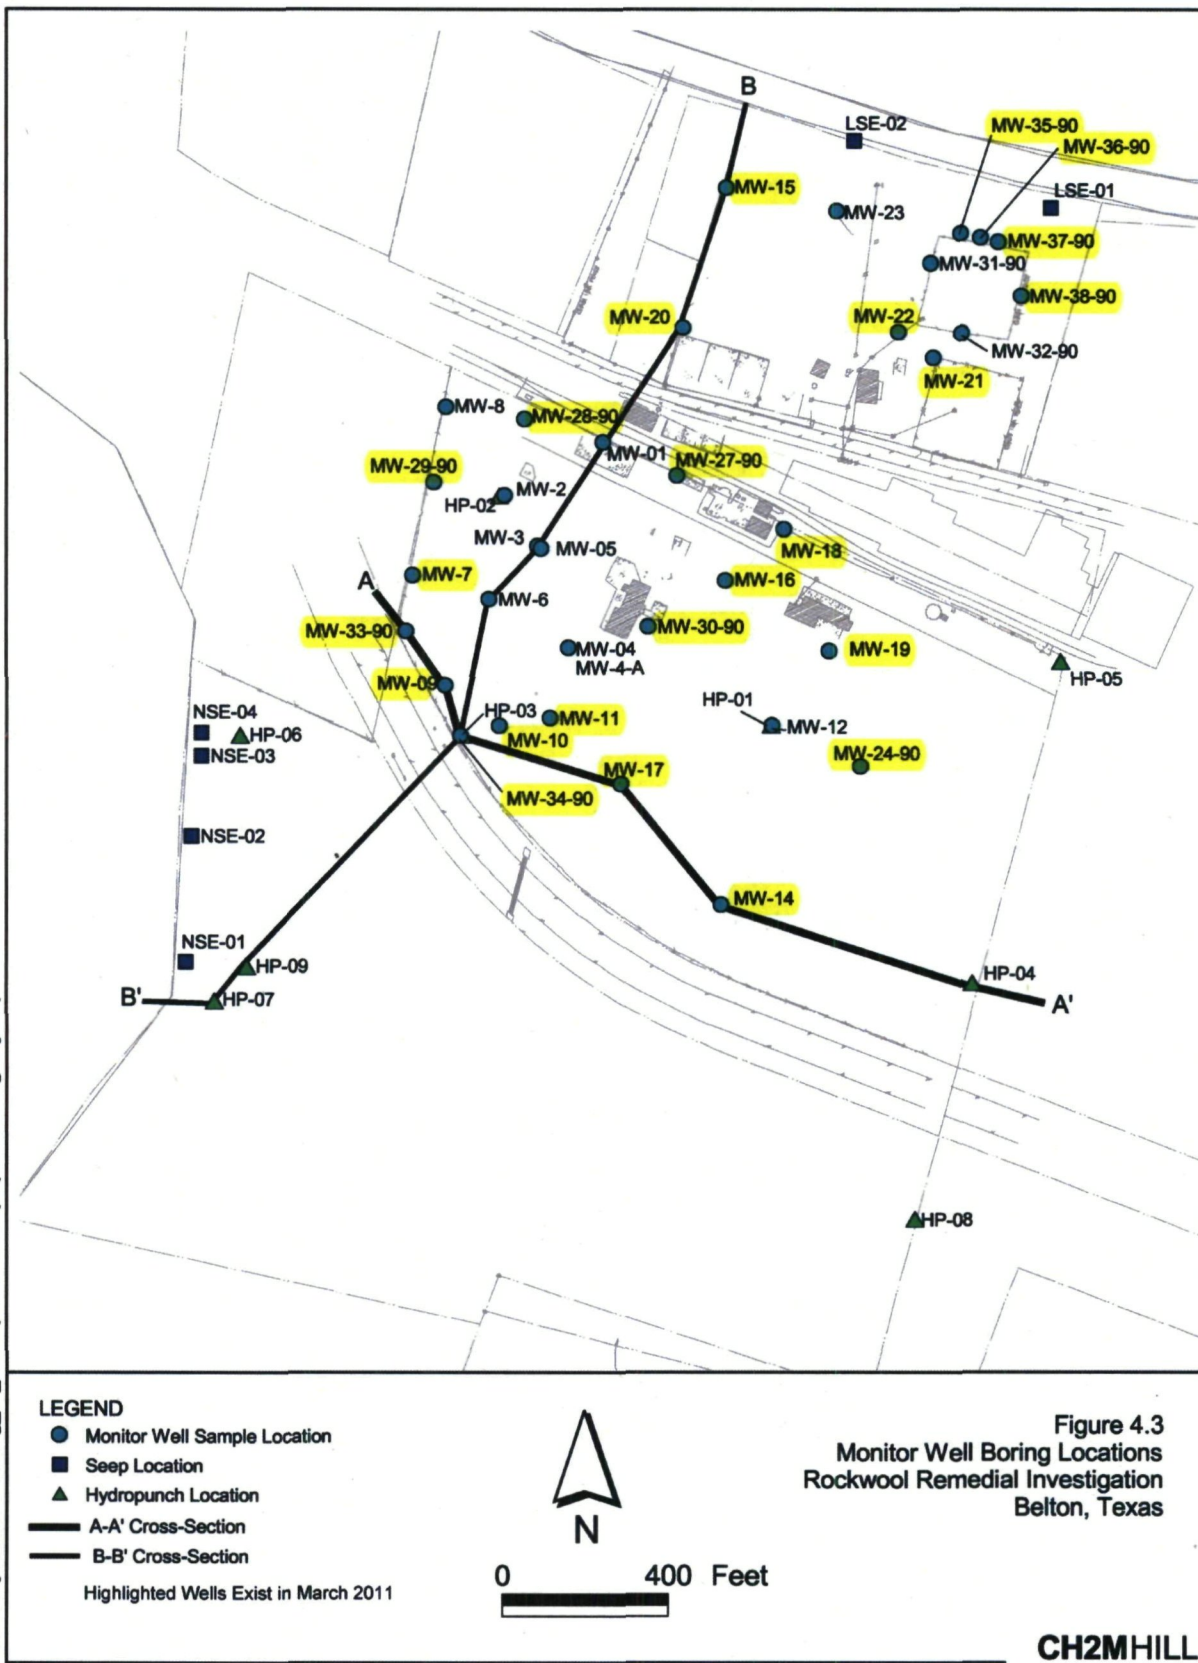 B
LSE-02
MW-35-90
MW-36-90
MW-15
LSE-01
MW-23
MW-37-90
MW-31-90
MW-38-90
MW-20
MW-22
MW-32-90
MW-21
MW-8
MW-28-90
MW-01
MW-27-90
MW-29-90
MW-2
HP-02
MW-3
MW-05
MW-18
MW-7
MW-16
A
MW-6
MW-33-90
MW-30-90
MW-04
MW-4-A
MW-19
HP-05
MW-09
HP-03
MW-11
HP-01
MW-12
NSE-04
HP-06
MW-10
NSE-03
MW-24-90
MW-17
MW-34-90
NSE-02
MW-14
NSE-01
HP-09
HP-04
B'
HP-07
A'
HP-08
LEGEND
Monitor Well Sample Location
Seep Location
Hydropunch Location
A-A' Cross-Section
B-B' Cross-Section
Highlighted Wells Exist in March 2011
N
0 400 Feet
Figure 4.3
Monitor Well Boring Locations
Rockwool Remedial Investigation
Belton, Texas
CH2MHILL